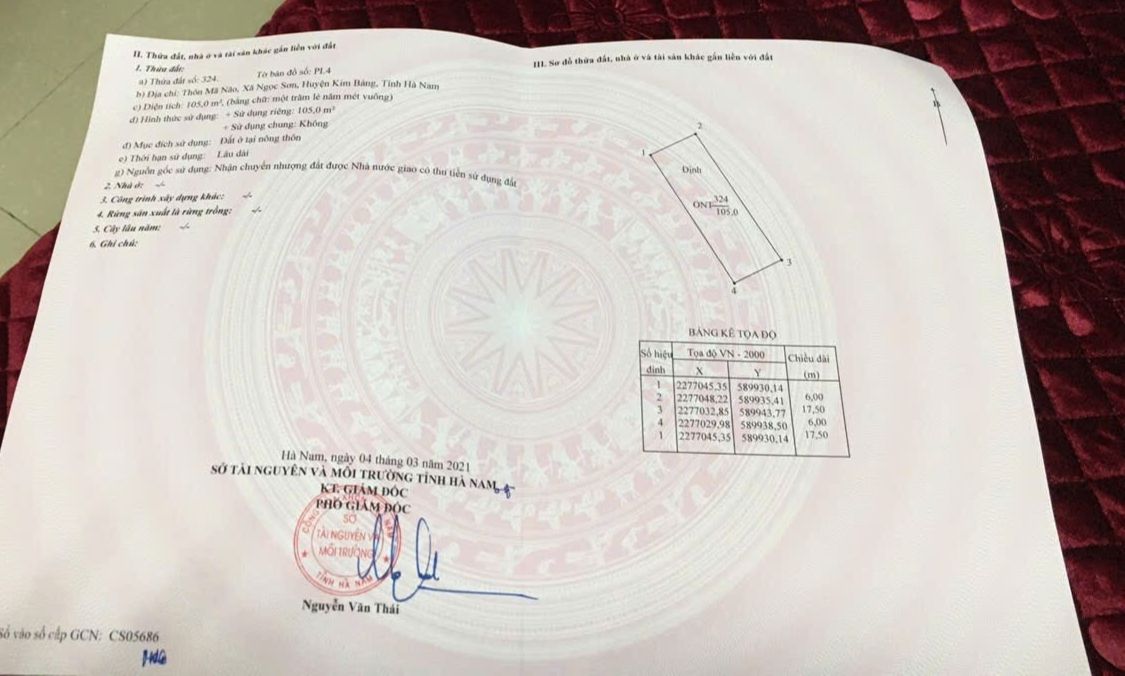 II. Thửa đất, nhà ở và tài sản khác gắn liền với đất
1. Thửa đất:
a) Thửa đất số: 324. Tờ bản đồ số: PL4
b) Địa chỉ: Thôn Mã Não, Xã Ngọc Sơn, Huyện Kim Bảng, Tỉnh Hà Nam
c) Diện tích: 105,0 m², (bằng chữ: một trăm lẻ năm mét vuông)
d) Hình thức sử dụng: + Sử dụng riêng: 105,0 m²
+ Sử dụng chung: Không
đ) Mục đích sử dụng: Đất ở tại nông thôn
e) Thời hạn sử dụng: Lâu dài
g) Nguồn gốc sử dụng: Nhận chuyển nhượng đất được Nhà nước giao có thu tiền sử dụng đất
2. Nhà ở: -/-
3. Công trình xây dựng khác: -/-
4. Rừng sản xuất là rừng trồng: -/-
5. Cây lâu năm: -/-
6. Ghi chú:
Hà Nam, ngày 04 tháng 03 năm 2021
SỞ TÀI NGUYÊN VÀ MÔI TRƯỜNG TỈNH HÀ NAM
KT. GIÁM ĐỐC
PHÓ GIÁM ĐỐC
SỞ
TÀI NGUYÊN VÀ
MÔI TRƯỜNG
TỈNH HÀ NAM
Nguyễn Văn Thái
Số vào sổ cấp GCN: CS05686
III. Sơ đồ thửa đất, nhà ở và tài sản khác gắn liền với đất
B
2
1
Định
ONT 324
105,0
3
4
BẢNG KÊ TỌA ĐỘ
Số hiệu đỉnh Tọa độ VN - 2000 Chiều dài (m)
X Y
1 2277045,35 589930,14
6,00
2 2277048,22 589935,41
17,50
3 2277032,85 589943,77
6,00
4 2277029,98 589938,50
17,50
1 2277045,35 589930,14